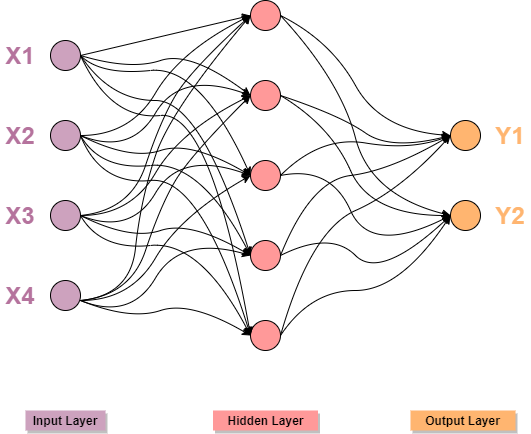 X1
X2
X3
X4
Y1
Y2
Input Layer
Hidden Layer
Output Layer